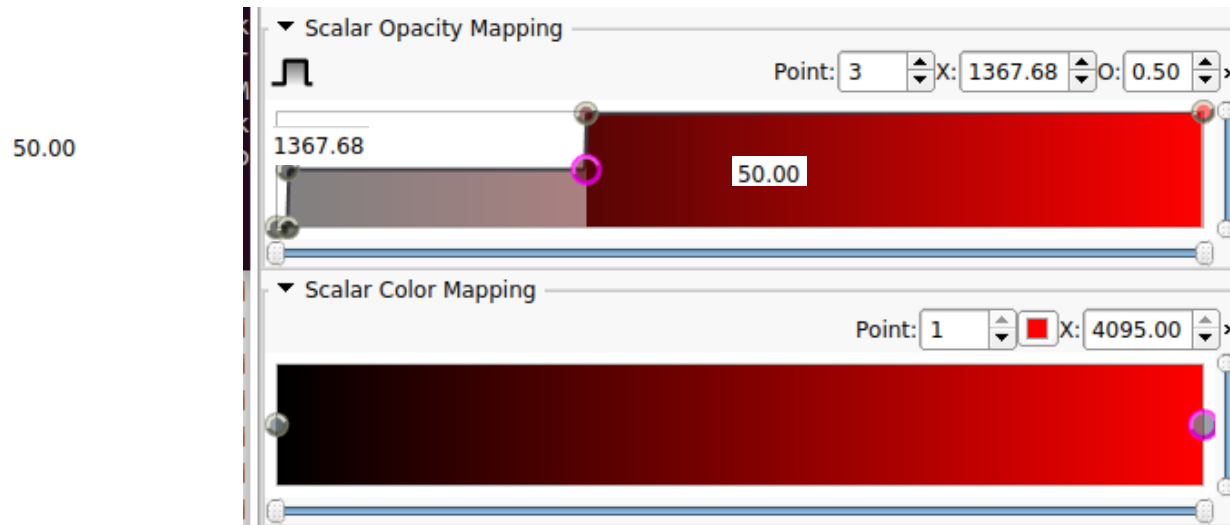 Scalar Opacity Mapping
Point: 3 X: 1367.68 O: 0.50
1367.68
50.00
50.00
Scalar Color Mapping
Point: 1 X: 4095.00